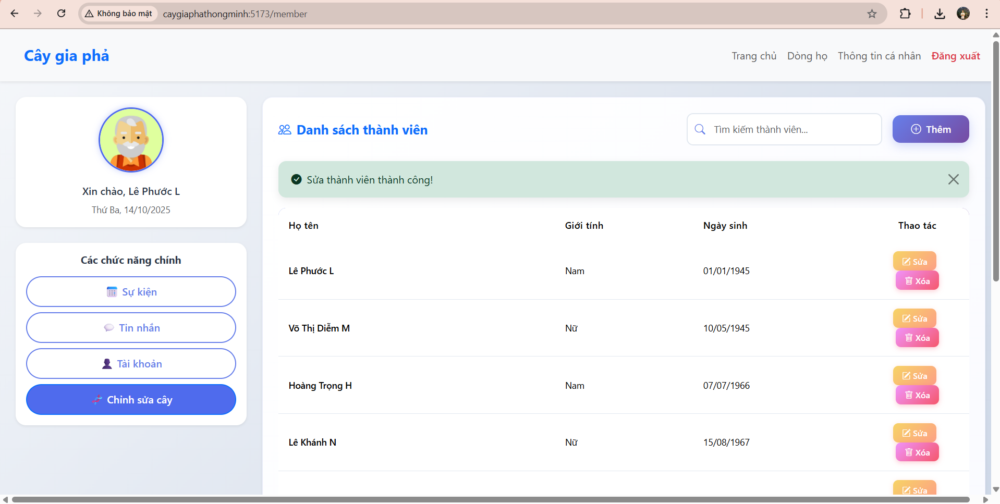 Không bảo mật caygiaphathongminh:5173/member
Cây gia phả
Trang chủ Dòng họ Thông tin cá nhân Đăng xuất
Xin chào, Lê Phước L
Thứ Ba, 14/10/2025
Các chức năng chính
Sự kiện
Tin nhắn
Tài khoản
Chỉnh sửa cây
Danh sách thành viên
Tìm kiếm thành viên...
Thêm
Sửa thành viên thành công!
Họ tên Giới tính Ngày sinh Thao tác
Lê Phước L Nam 01/01/1945
Sửa
Xóa
Võ Thị Diễm M Nữ 10/05/1945
Sửa
Xóa
Hoàng Trọng H Nam 07/07/1966
Sửa
Xóa
Lê Khánh N Nữ 15/08/1967
Sửa
Xóa
Sửa